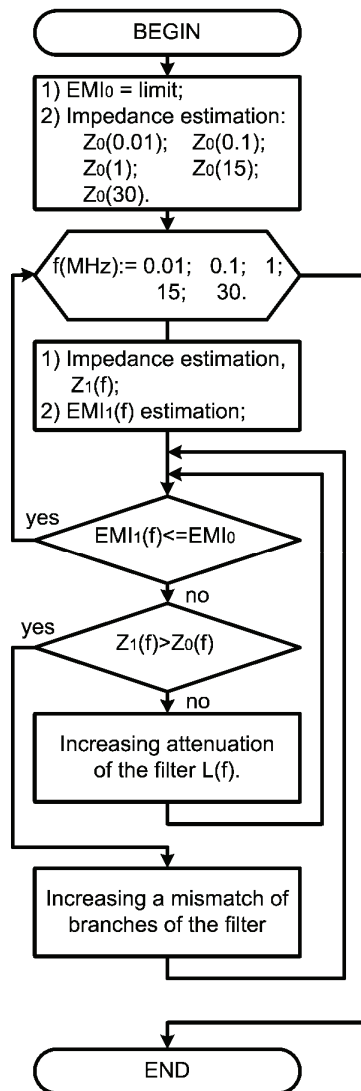 BEGIN
1) EMI₀ = limit;
2) Impedance estimation:
Z₀(0.01); Z₀(0.1);
Z₀(1); Z₀(15);
Z₀(30).
f(MHz):= 0.01; 0.1; 1;
15; 30.
1) Impedance estimation,
Z₁(f);
2) EMI₁(f) estimation;
yes
EMI₁(f)<=EMI₀
no
yes
Z₁(f)>Z₀(f)
no
Increasing attenuation
of the filter L(f).
Increasing a mismatch of
branches of the filter
END